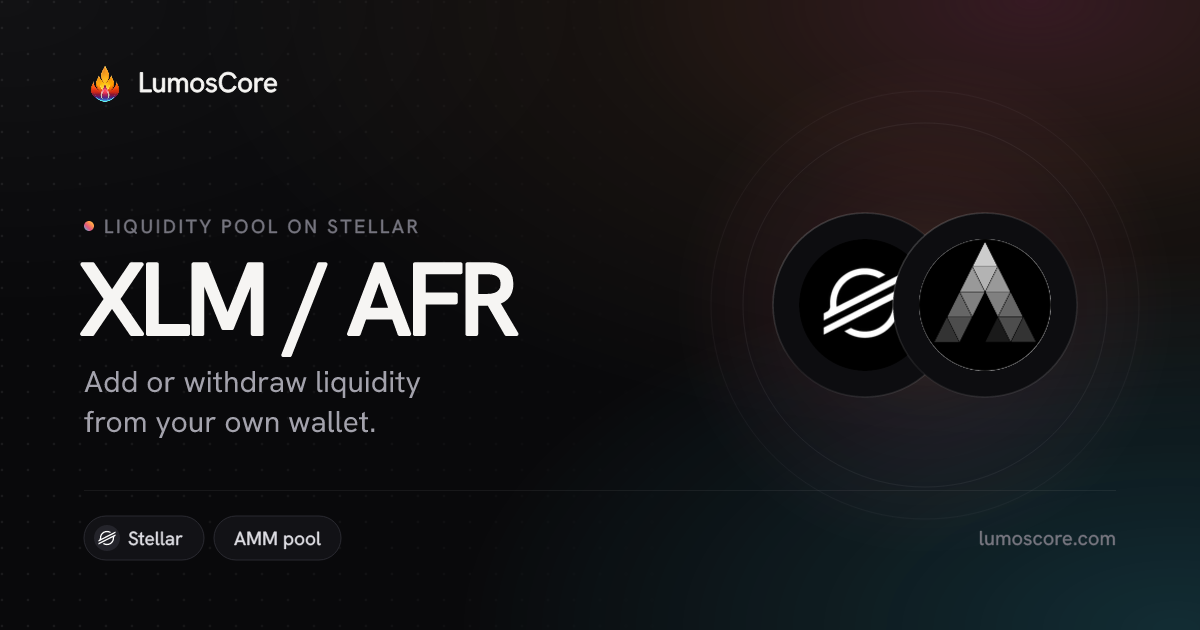 LumosCore
LIQUIDITY POOL ON STELLAR
XLM / AFR
Add or withdraw liquidity
from your own wallet.
Stellar
AMM pool
lumoscore.com